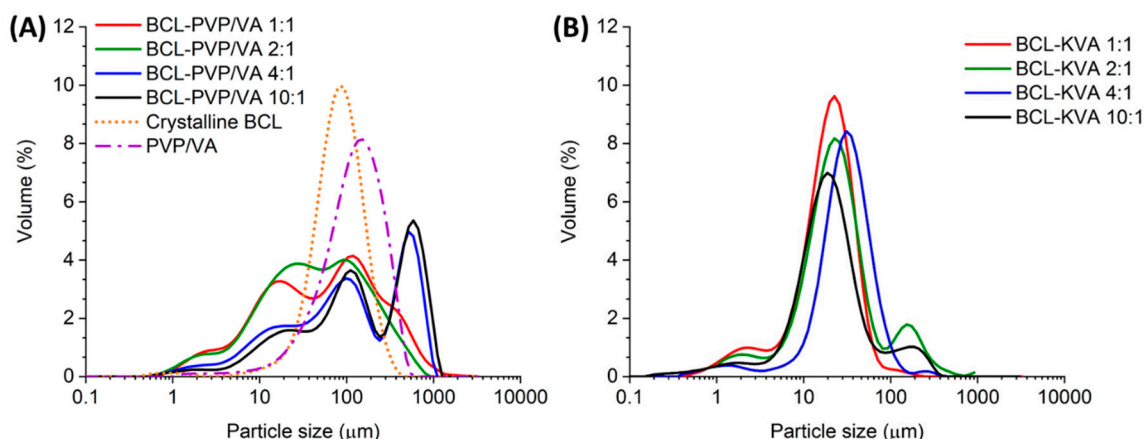 (A)
BCL-PVP/VA 1:1
BCL-PVP/VA 2:1
BCL-PVP/VA 4:1
BCL-PVP/VA 10:1
Crystalline BCL
PVP/VA
12
10
8
6
4
2
0
Volume (%)
0.1 1 10 100 1000 10000
Particle size (μm)
(B)
BCL-KVA 1:1
BCL-KVA 2:1
BCL-KVA 4:1
BCL-KVA 10:1
12
10
8
6
4
2
0
Volume (%)
0.1 1 10 100 1000 10000
Particle size (μm)